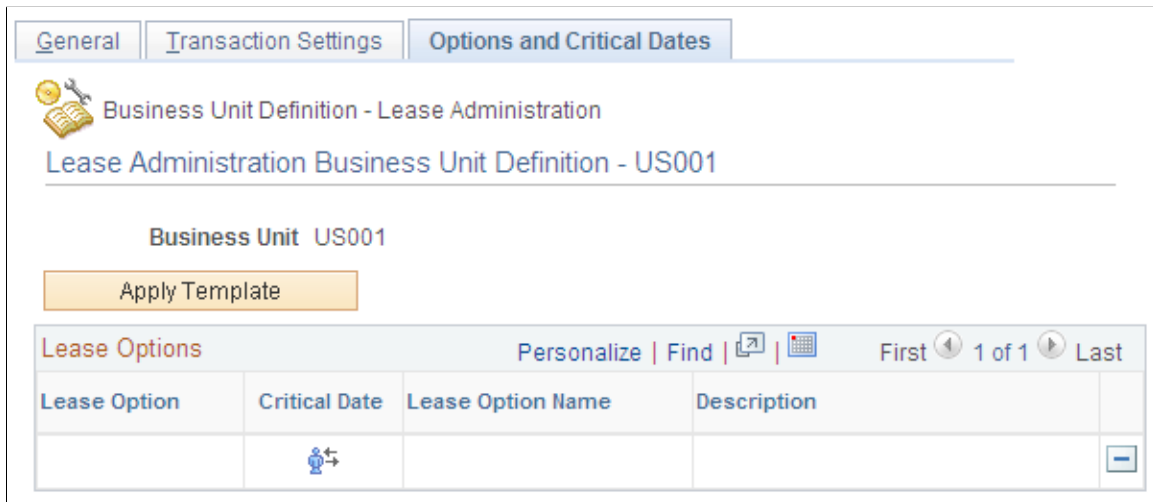 General Transaction Settings Options and Critical Dates
Business Unit Definition - Lease Administration
Lease Administration Business Unit Definition - US001
Business Unit US001
Apply Template
Lease Options Personalize | Find | | First 1 of 1 Last
Lease Option Critical Date Lease Option Name Description